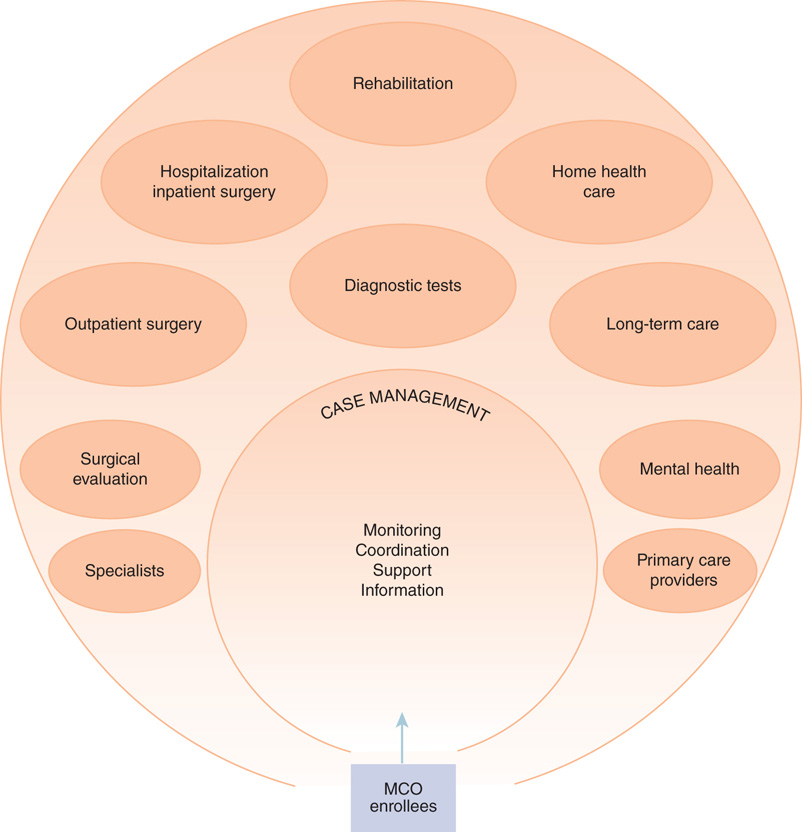 Rehabilitation
Hospitalization
inpatient surgery
Home health
care
Diagnostic tests
Outpatient surgery
Long-term care
CASE MANAGEMENT
Surgical
evaluation
Mental health
Monitoring
Coordination
Support
Information
Specialists
Primary care
providers
MCO
enrollees